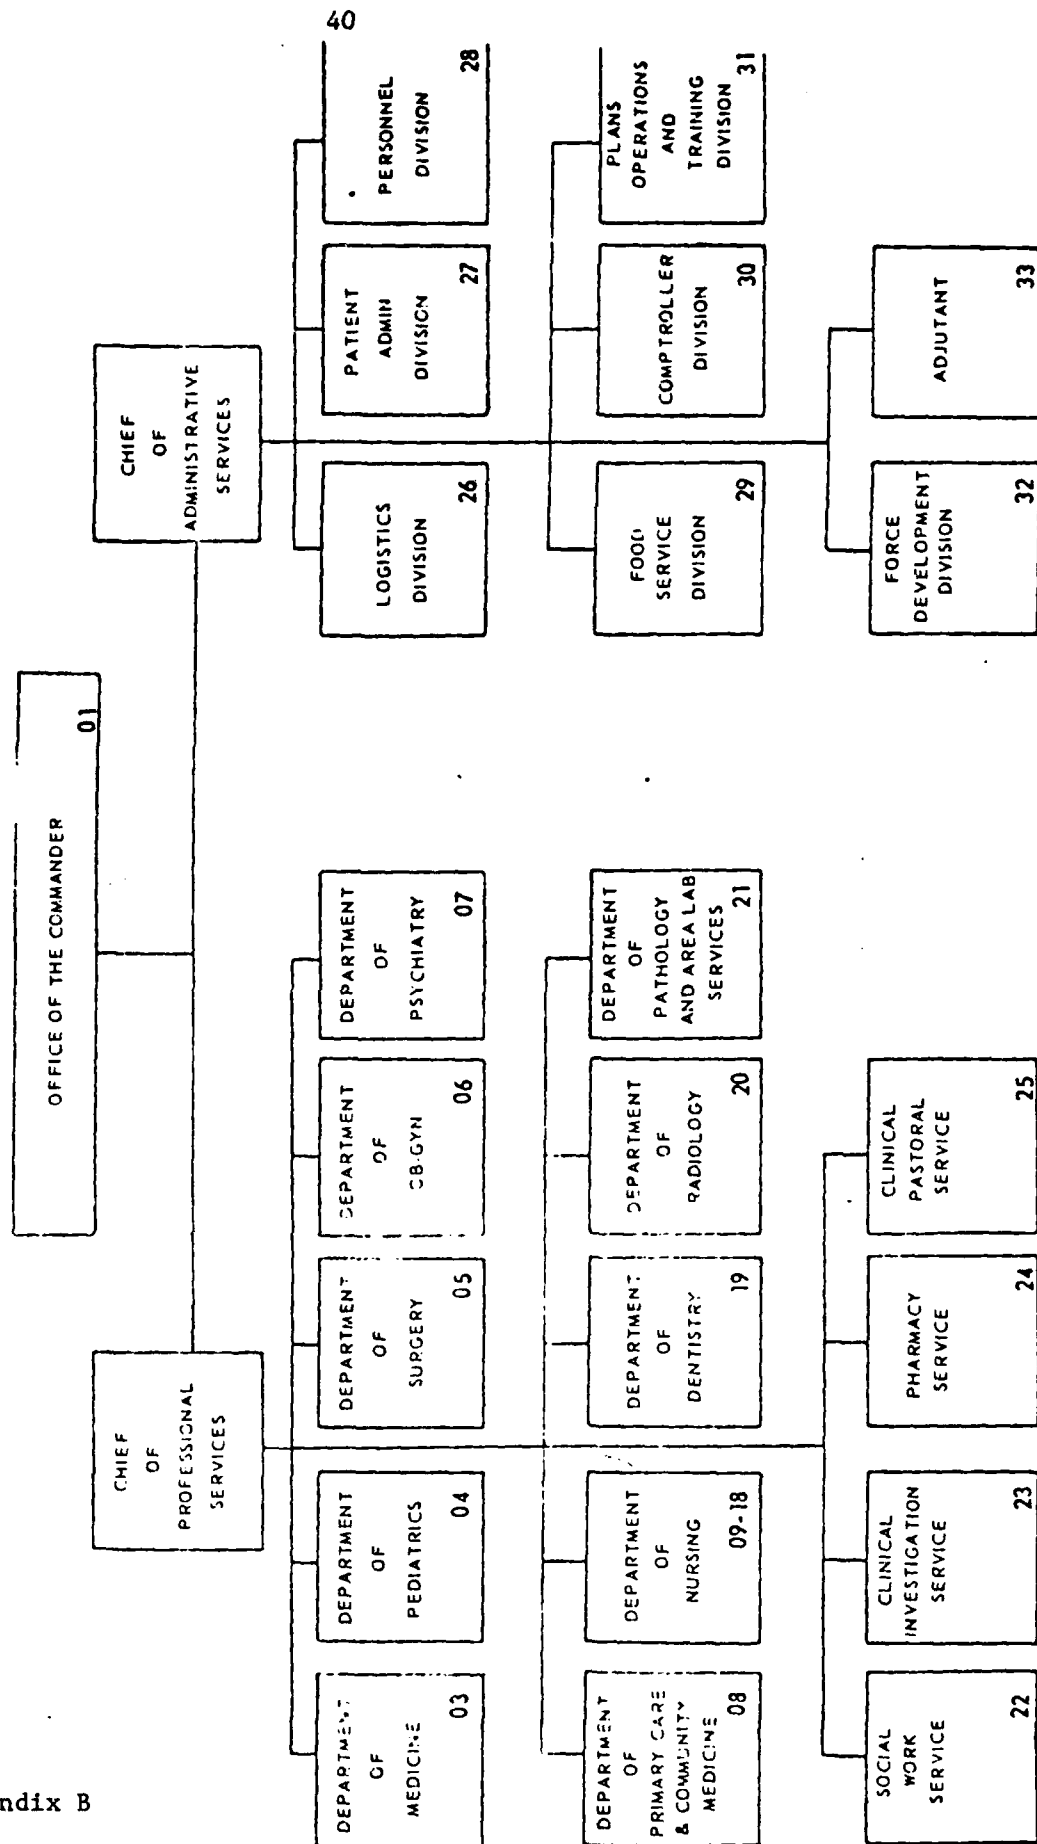 40
OFFICE OF THE COMMANDER
01
CHIEF
OF
PROFESSIONAL
SERVICES
CHIEF
OF
ADMINISTRATIVE
SERVICES
DEPARTMENT
OF
MEDICINE
03
DEPARTMENT
OF
PEDIATRICS
04
DEPARTMENT
OF
SURGERY
05
DEPARTMENT
OF
OB-GYN
06
DEPARTMENT
OF
PSYCHIATRY
07
LOGISTICS
DIVISION
26
PATIENT
ADMIN
DIVISION
27
PERSONNEL
DIVISION
28
DEPARTMENT
OF
PRIMARY CARE
& COMMUNITY
MEDICINE
08
DEPARTMENT
OF
NURSING
09-18
DEPARTMENT
OF
DENTISTRY
19
DEPARTMENT
OF
RADIOLOGY
20
DEPARTMENT
OF
PATHOLOGY
AND AREA LAB
SERVICES
21
FOOD
SERVICE
DIVISION
29
COMPTROLLER
DIVISION
30
PLANS
OPERATIONS
AND
TRAINING
DIVISION
31
SOCIAL
WORK
SERVICE
22
CLINICAL
INVESTIGATION
SERVICE
23
PHARMACY
SERVICE
24
CLINICAL
PASTORAL
SERVICE
25
FORCE
DEVELOPMENT
DIVISION
32
ADJUTANT
33
ndix B